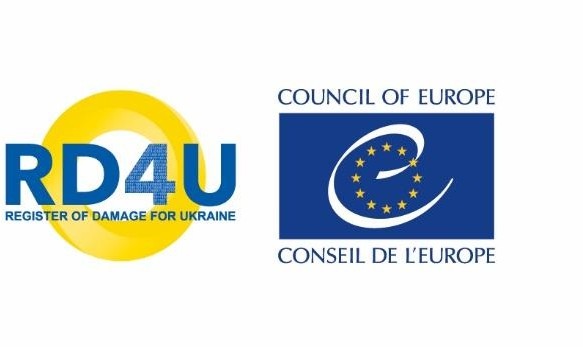 RD4U
REGISTER OF DAMAGE FOR UKRAINE
COUNCIL OF EUROPE
CONSEIL DE L'EUROPE